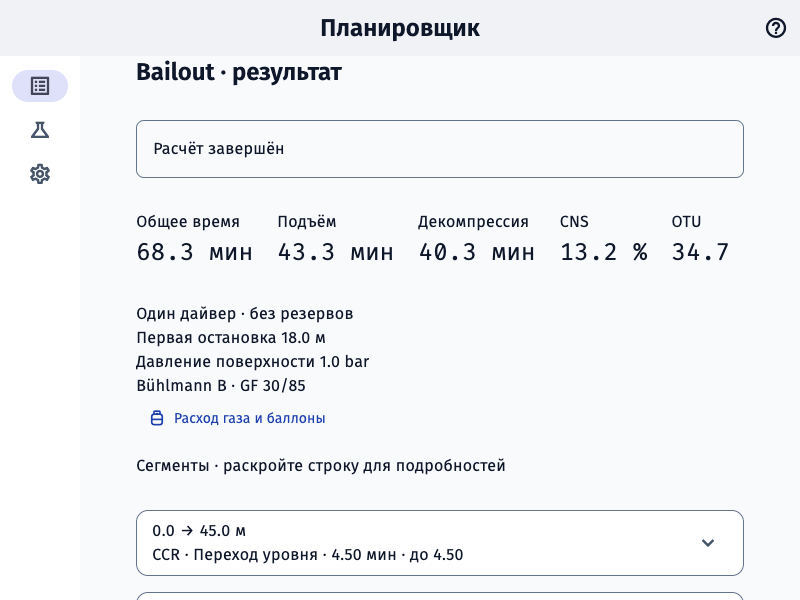 Планировщик
Bailout · результат
Расчёт завершён
Общее время
68.3 мин
Подъём
43.3 мин
Декомпрессия
40.3 мин
CNS
13.2 %
OTU
34.7
Один дайвер · без резервов
Первая остановка 18.0 м
Давление поверхности 1.0 bar
Bühlmann B · GF 30/85
Расход газа и баллоны
Сегменты · раскройте строку для подробностей
0.0 → 45.0 м
CCR · Переход уровня · 4.50 мин · до 4.50